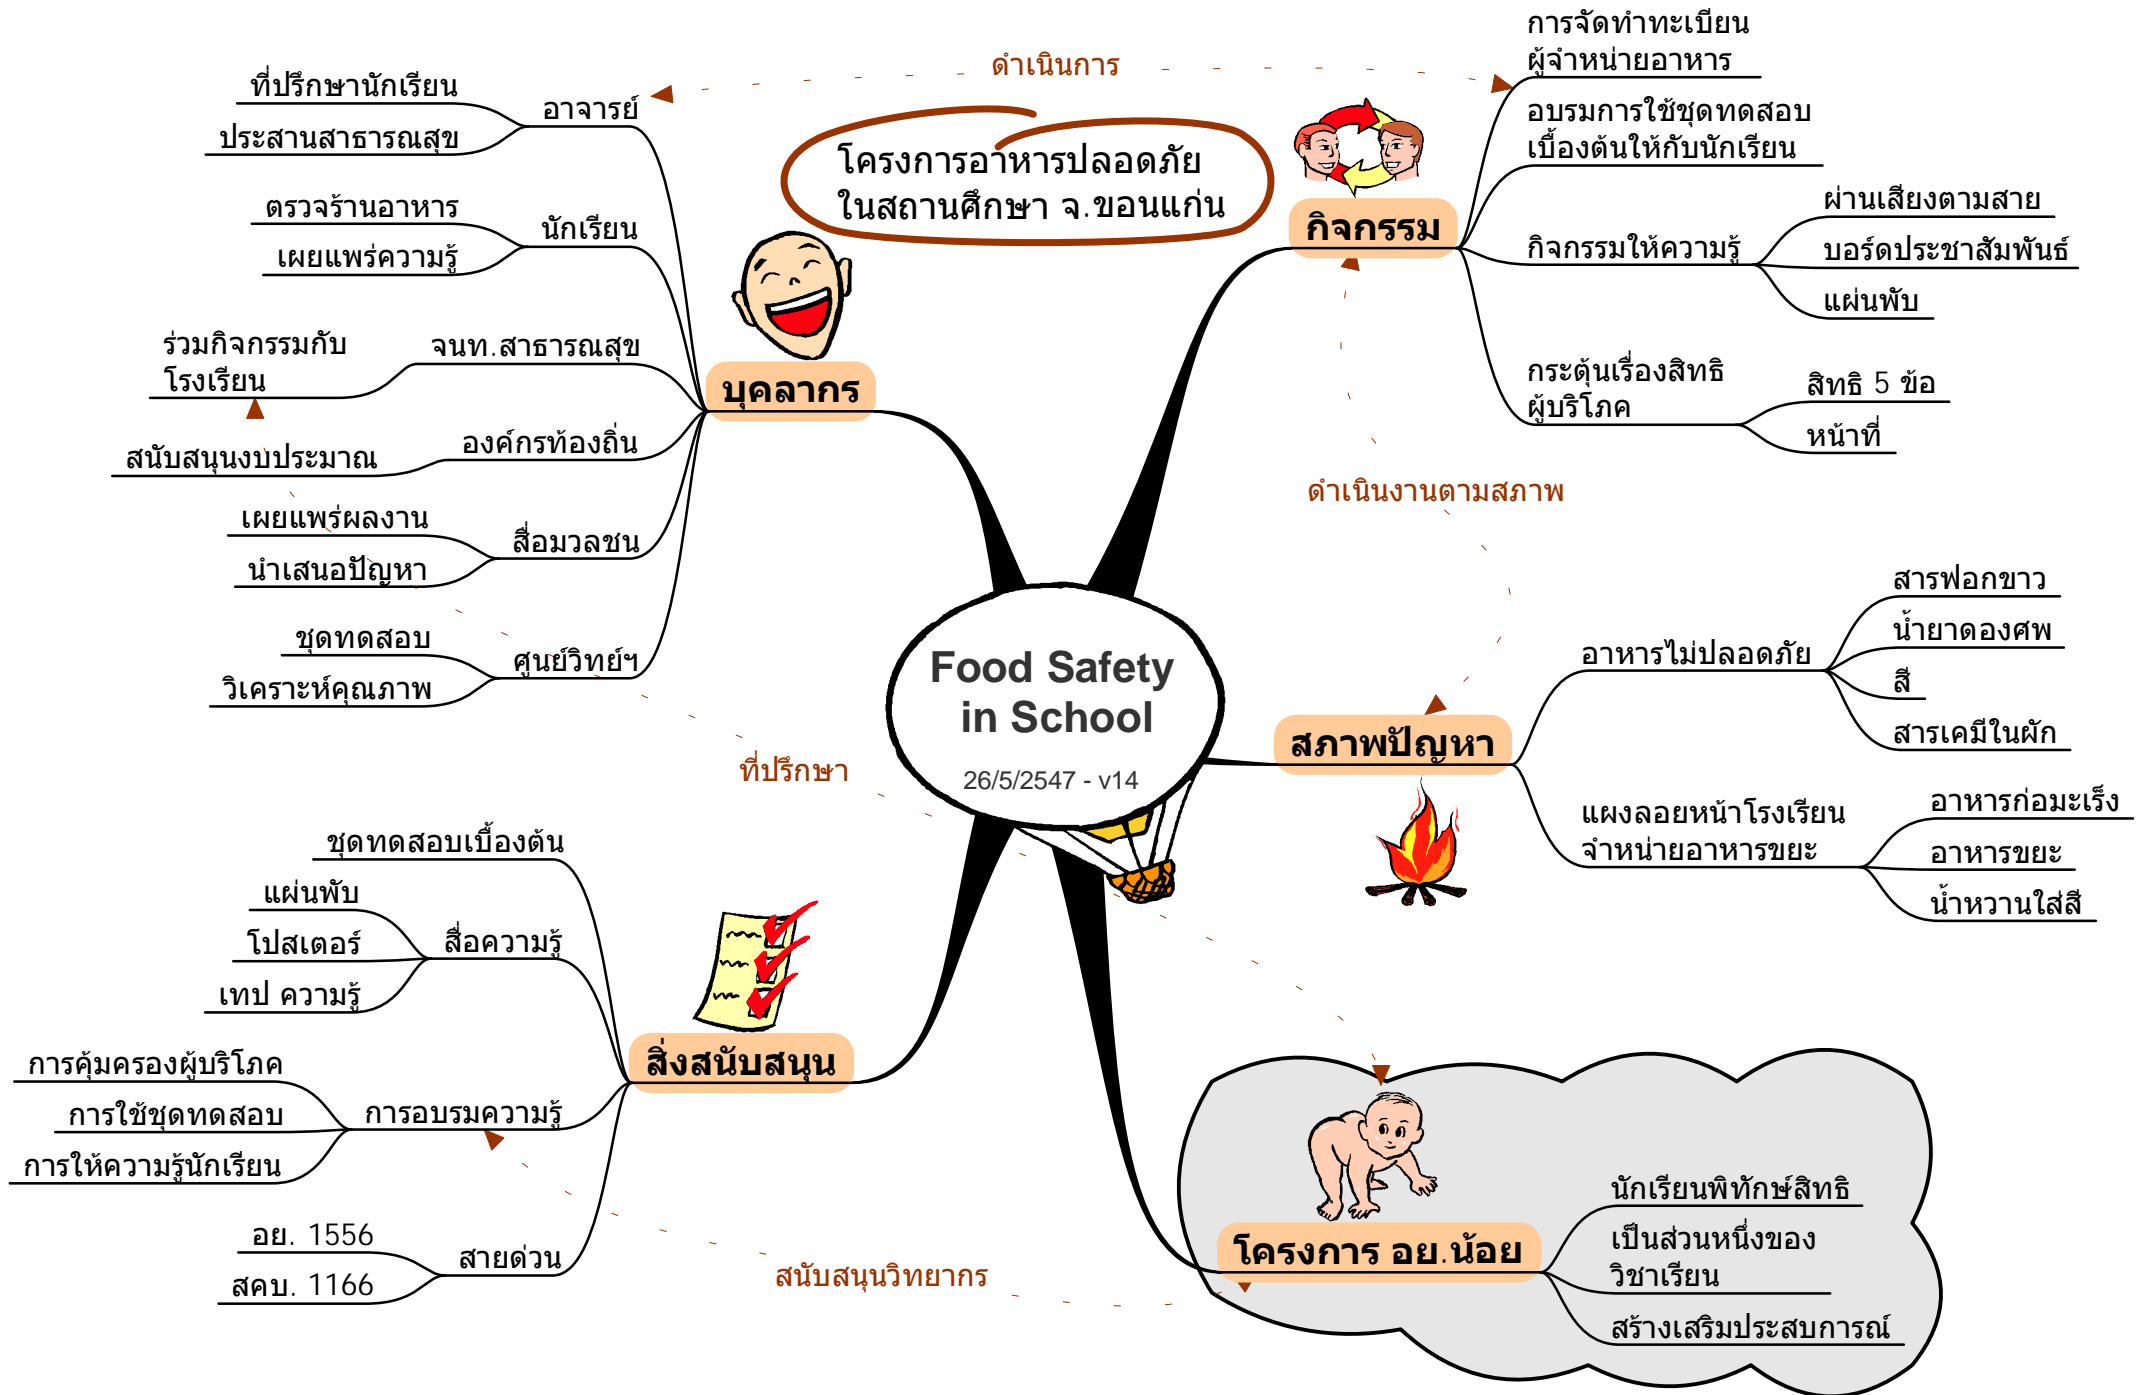 ดำเนินการ
โครงการอาหารปลอดภัย
ในสถานศึกษา จ.ขอนแก่น
Food Safety
in School
26/5/2547 - v14
กิจกรรม
การจัดทำทะเบียน
ผู้จำหน่ายอาหาร
อบรมการใช้ชุดทดสอบ
เบื้องต้นให้กับนักเรียน
กิจกรรมให้ความรู้
ผ่านเสียงตามสาย
บอร์ดประชาสัมพันธ์
แผ่นพับ
กระตุ้นเรื่องสิทธิ
ผู้บริโภค
สิทธิ 5 ข้อ
หน้าที่
ดำเนินงานตามสภาพ
สภาพปัญหา
อาหารไม่ปลอดภัย
สารฟอกขาว
น้ำยาดองศพ
สี
สารเคมีในผัก
แผงลอยหน้าโรงเรียน
จำหน่ายอาหารขยะ
อาหารก่อมะเร็ง
อาหารขยะ
น้ำหวานใส่สี
โครงการ อย.น้อย
นักเรียนพิทักษ์สิทธิ
เป็นส่วนหนึ่งของ
วิชาเรียน
สร้างเสริมประสบการณ์
บุคลากร
อาจารย์
ที่ปรึกษานักเรียน
ประสานสาธารณสุข
นักเรียน
ตรวจร้านอาหาร
เผยแพร่ความรู้
จนท.สาธารณสุข
ร่วมกิจกรรมกับ
โรงเรียน
องค์กรท้องถิ่น
สนับสนุนงบประมาณ
สื่อมวลชน
เผยแพร่ผลงาน
นำเสนอปัญหา
ศูนย์วิทย์ฯ
ชุดทดสอบ
วิเคราะห์คุณภาพ
ที่ปรึกษา
สิ่งสนับสนุน
ชุดทดสอบเบื้องต้น
สื่อความรู้
แผ่นพับ
โปสเตอร์
เทป ความรู้
การอบรมความรู้
การคุ้มครองผู้บริโภค
การใช้ชุดทดสอบ
การให้ความรู้นักเรียน
สายด่วน
อย. 1556
สคบ. 1166
สนับสนุนวิทยากร